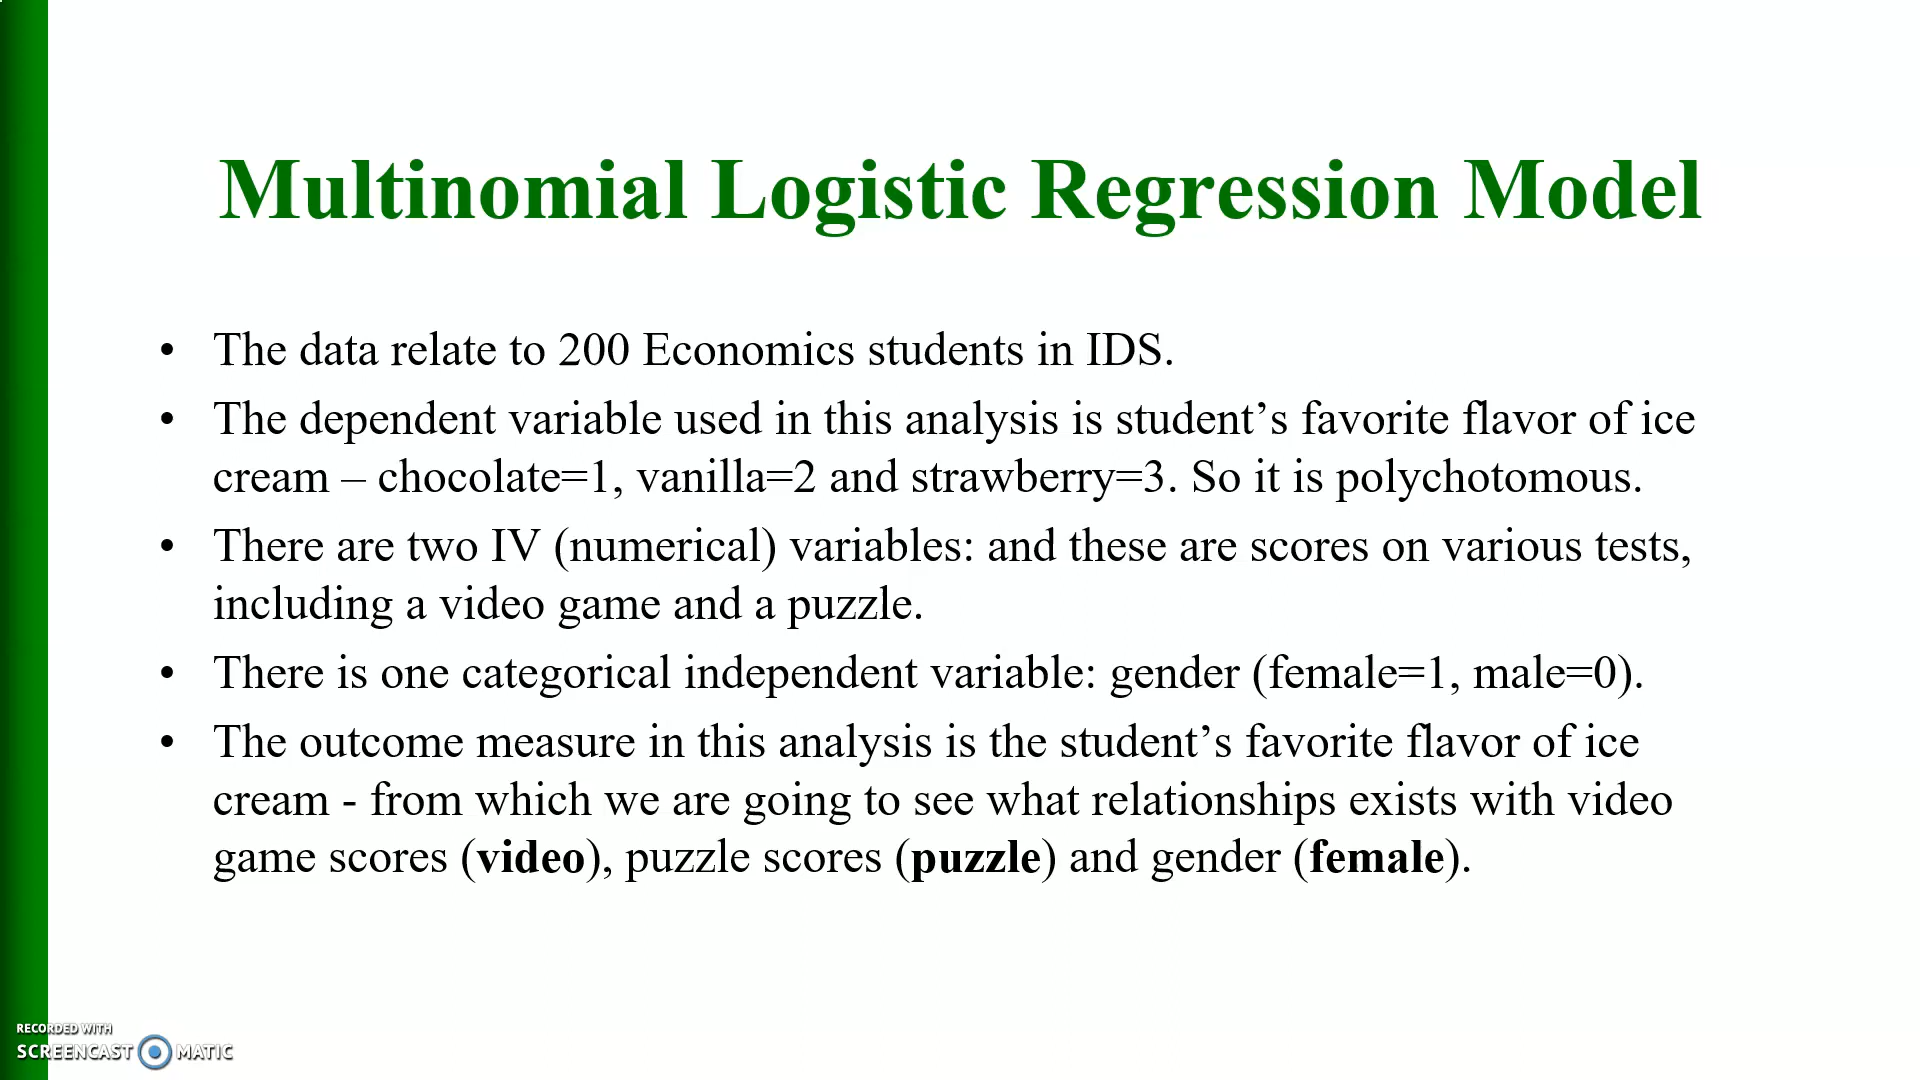 Multinomial Logistic Regression Model
• The data relate to 200 Economics students in IDS.
• The dependent variable used in this analysis is student’s favorite flavor of ice
cream – chocolate=1, vanilla=2 and strawberry=3. So it is polychotomous.
• There are two IV (numerical) variables: and these are scores on various tests,
including a video game and a puzzle.
• There is one categorical independent variable: gender (female=1, male=0).
• The outcome measure in this analysis is the student’s favorite flavor of ice
cream - from which we are going to see what relationships exists with video
game scores (video), puzzle scores (puzzle) and gender (female).
RECORDED WITH
SCREENCAST MATIC